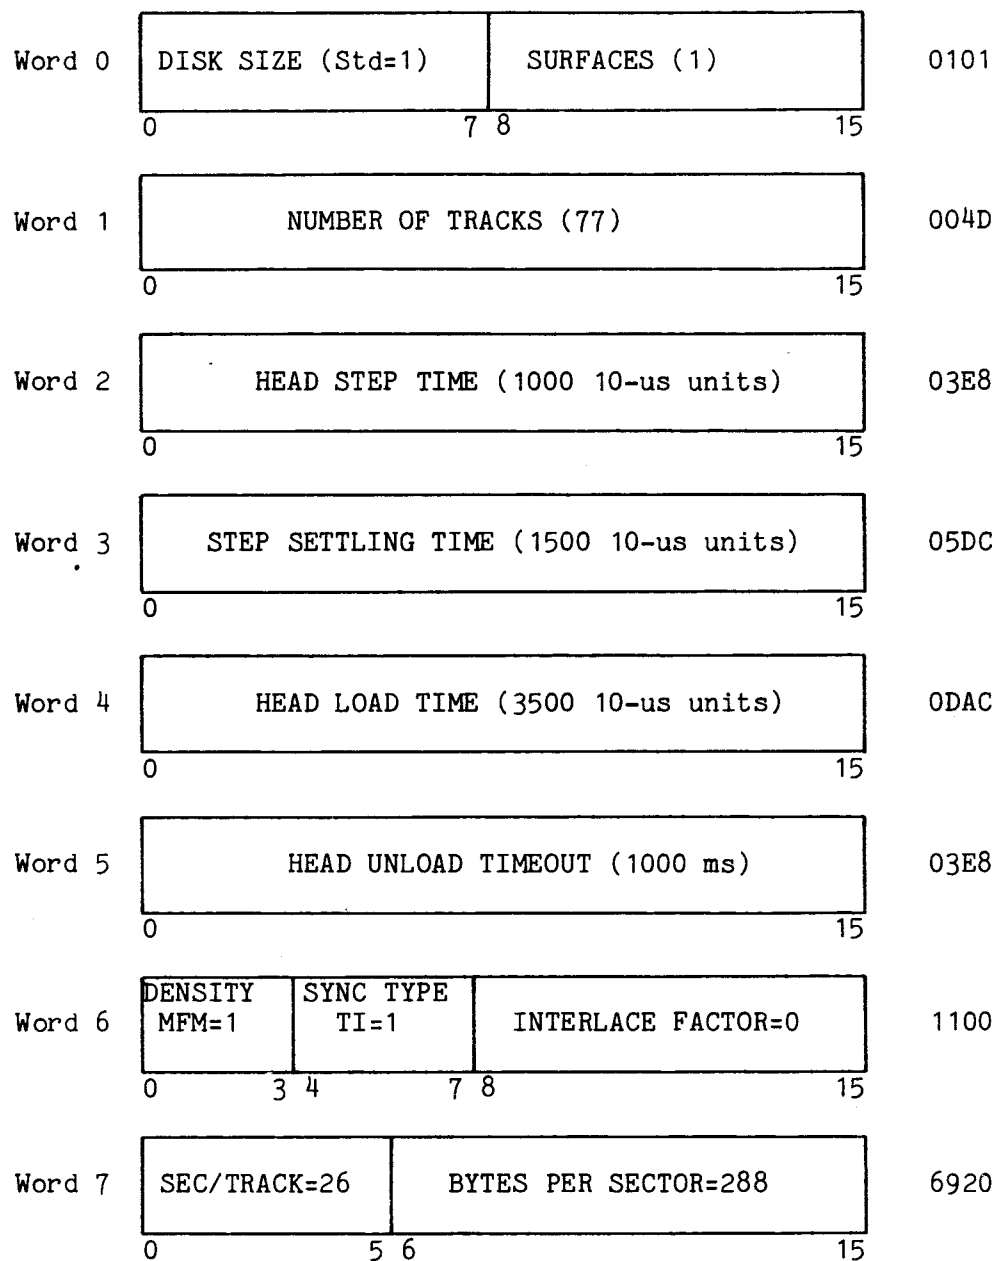 Word 0 DISK SIZE (Std=1) SURFACES (1) 0101
0 7 8 15
Word 1 NUMBER OF TRACKS (77) 004D
0 15
Word 2 HEAD STEP TIME (1000 10-us units) 03E8
0 15
Word 3 STEP SETTLING TIME (1500 10-us units) 05DC
0 15
Word 4 HEAD LOAD TIME (3500 10-us units) 0DAC
0 15
Word 5 HEAD UNLOAD TIMEOUT (1000 ms) 03E8
0 15
DENSITY SYNC TYPE
Word 6 MFM=1 TI=1 INTERLACE FACTOR=0 1100
0 3 4 7 8 15
Word 7 SEC/TRACK=26 BYTES PER SECTOR=288 6920
0 5 6 15